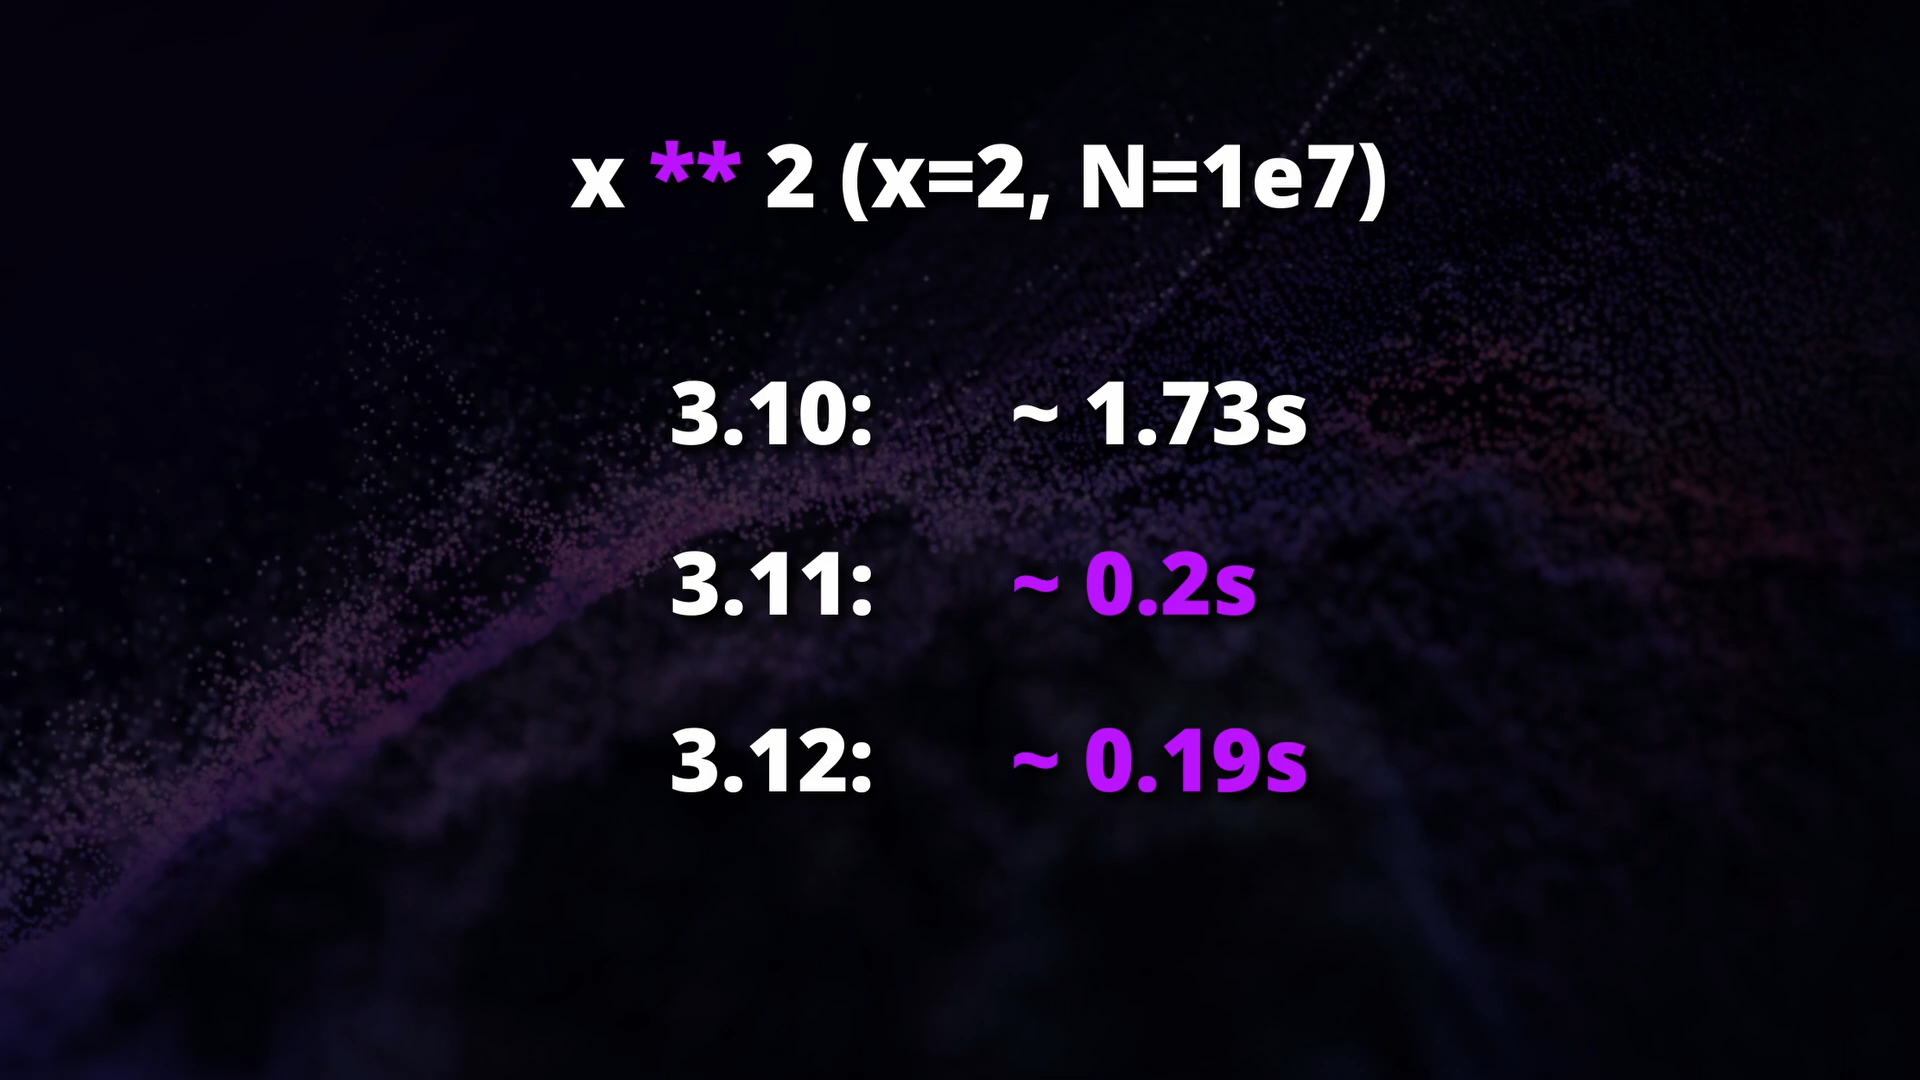 x ** 2 (x=2, N=1e7)
3.10: ~ 1.73s
3.11: ~ 0.2s
3.12: ~ 0.19s